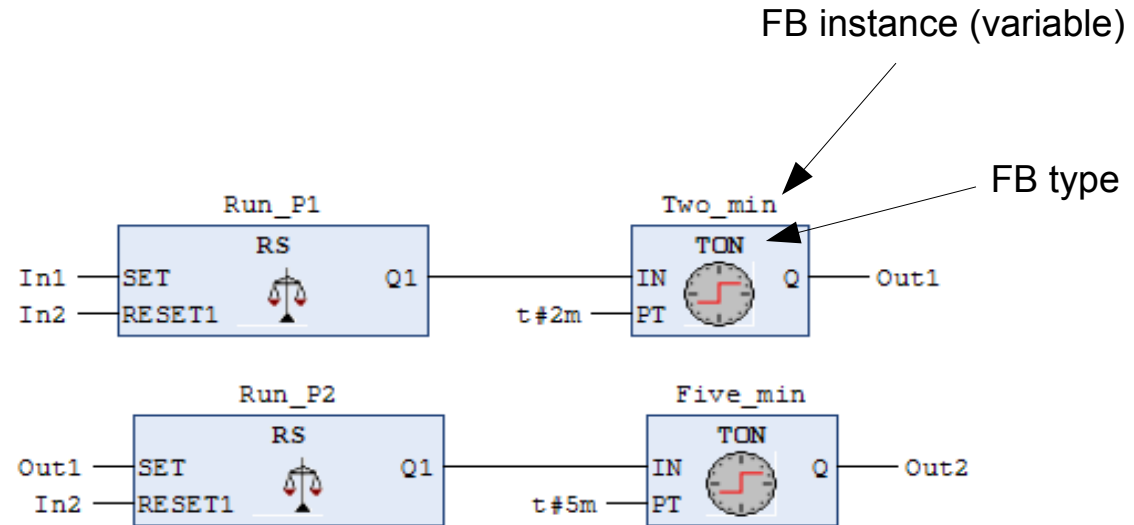 FB instance (variable)
FB type
Run_P1 Two_min
RS TON
In1 SET Q1 IN Q Out1
In2 RESET1 t#2m PT
Run_P2 Five_min
RS TON
Out1 SET Q1 IN Q Out2
In2 RESET1 t#5m PT